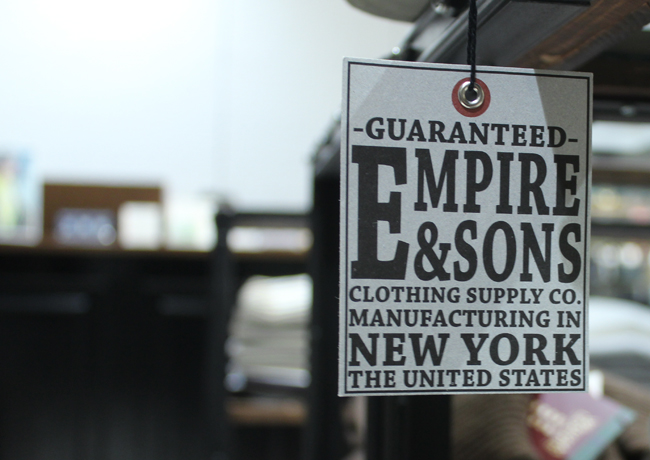 -GUARANTEED-
EMPIRE
&SONS
CLOTHING SUPPLY CO.
MANUFACTURING IN
NEW YORK
THE UNITED STATES